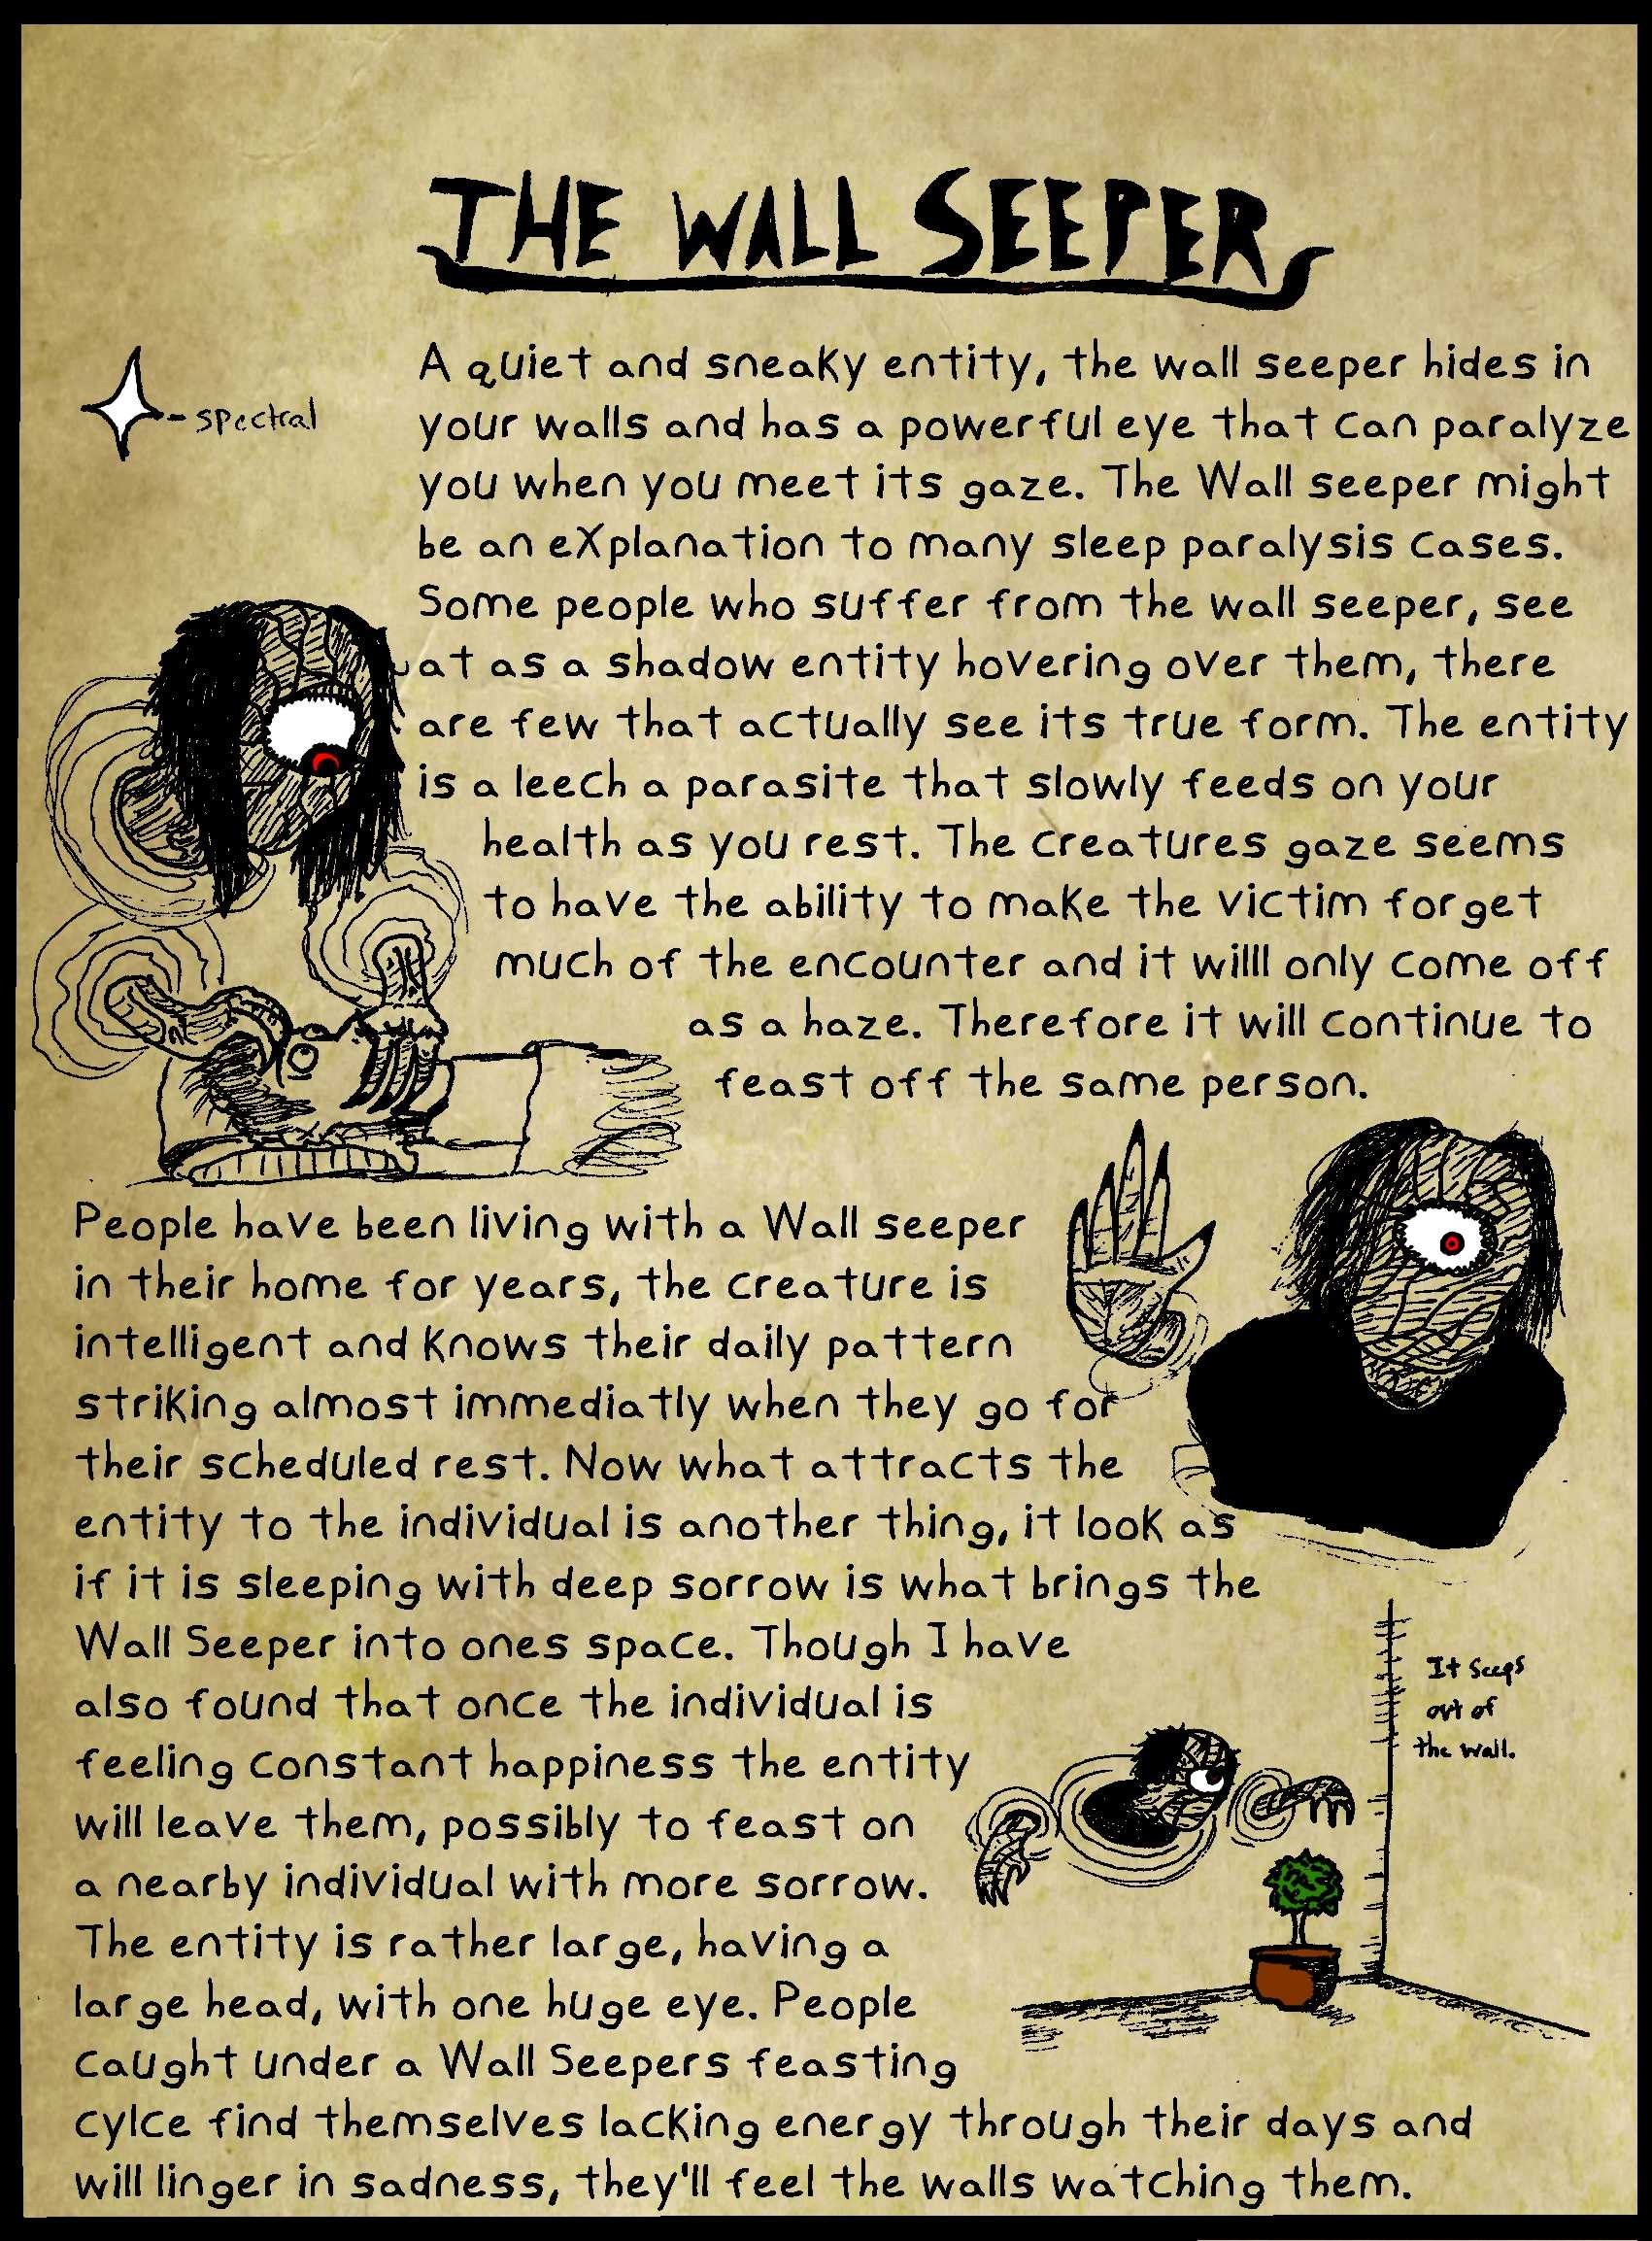 THE WALL SEEPER
spectral
A quiet and sneaky entity, the wall seeper hides in
your walls and has a powerful eye that can paralyze
you when you meet its gaze. The Wall seeper might
be an explanation to many sleep paralysis cases.
Some people who suffer from the wall seeper, see
at as a shadow entity hovering over them, there
are few that actually see its true form. The entity
is a leech a parasite that slowly feeds on your
health as you rest. The creatures gaze seems
to have the ability to make the victim forget
much of the encounter and it willl only come off
as a haze. Therefore it will continue to
feast off the same person.
People have been living with a Wall seeper
in their home for years, the creature is
intelligent and knows their daily pattern
striking almost immediatly when they go for
their scheduled rest. Now what attracts the
entity to the individual is another thing, it look as
if it is sleeping with deep sorrow is what brings the
Wall Seeper into ones space. Though I have
also found that once the individual is
feeling constant happiness the entity
will leave them, possibly to feast on
a nearby individual with more sorrow.
The entity is rather large, having a
large head, with one huge eye. People
caught under a Wall Seepers feasting
cylce find themselves lacking energy through their days and
will linger in sadness, they'll feel the walls watching them.
It seeps
out of
the wall.